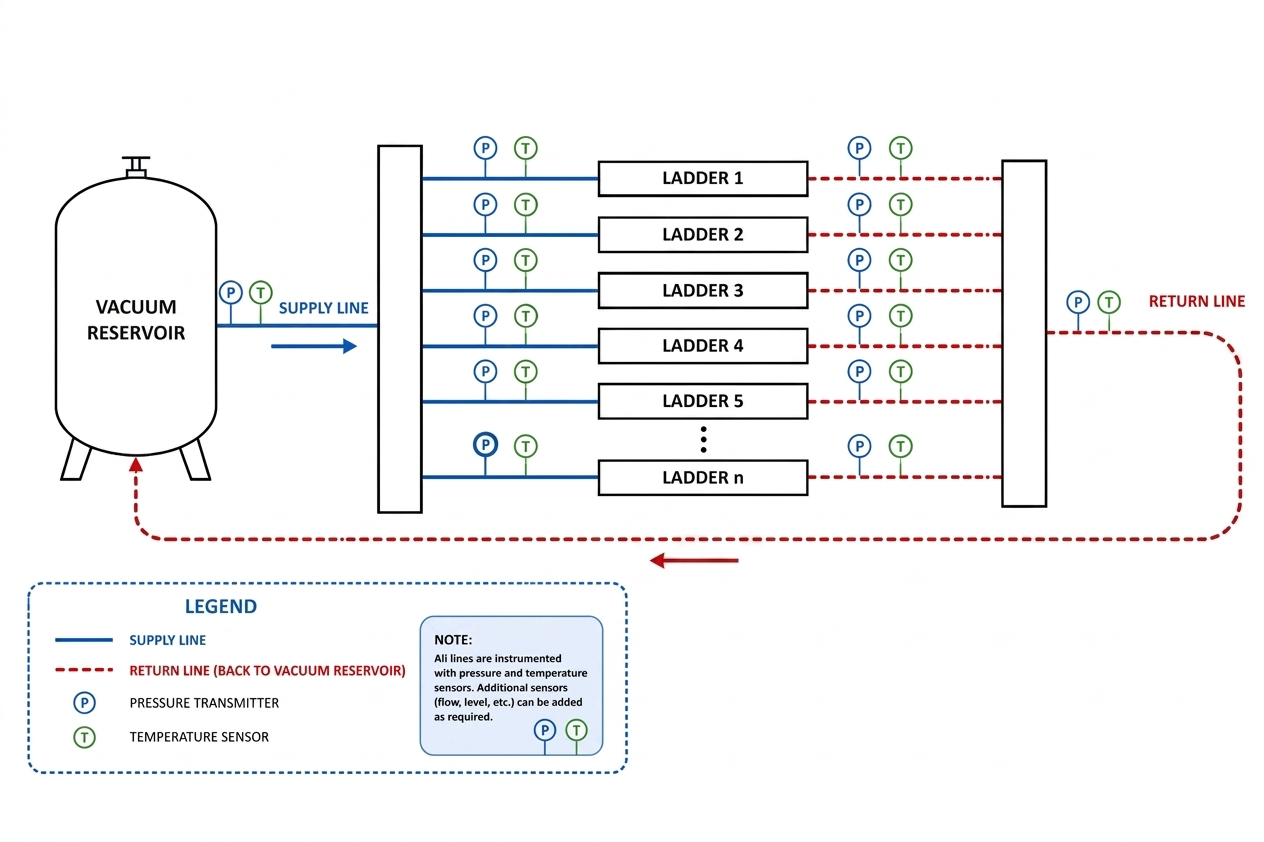 P T P T
LADDER 1
P T P T
LADDER 2
P T P T
LADDER 3
P T P T
LADDER 4
P T P T
LADDER 5
P T P T
LADDER n
VACUUM
RESERVOIR
P T
SUPPLY LINE
P T
RETURN LINE
LEGEND
SUPPLY LINE
RETURN LINE (BACK TO VACUUM RESERVOIR)
P
PRESSURE TRANSMITTER
T
TEMPERATURE SENSOR
NOTE:
All lines are instrumented
with pressure and temperature
sensors. Additional sensors
(flow, level, etc.) can be added
as required.
P T